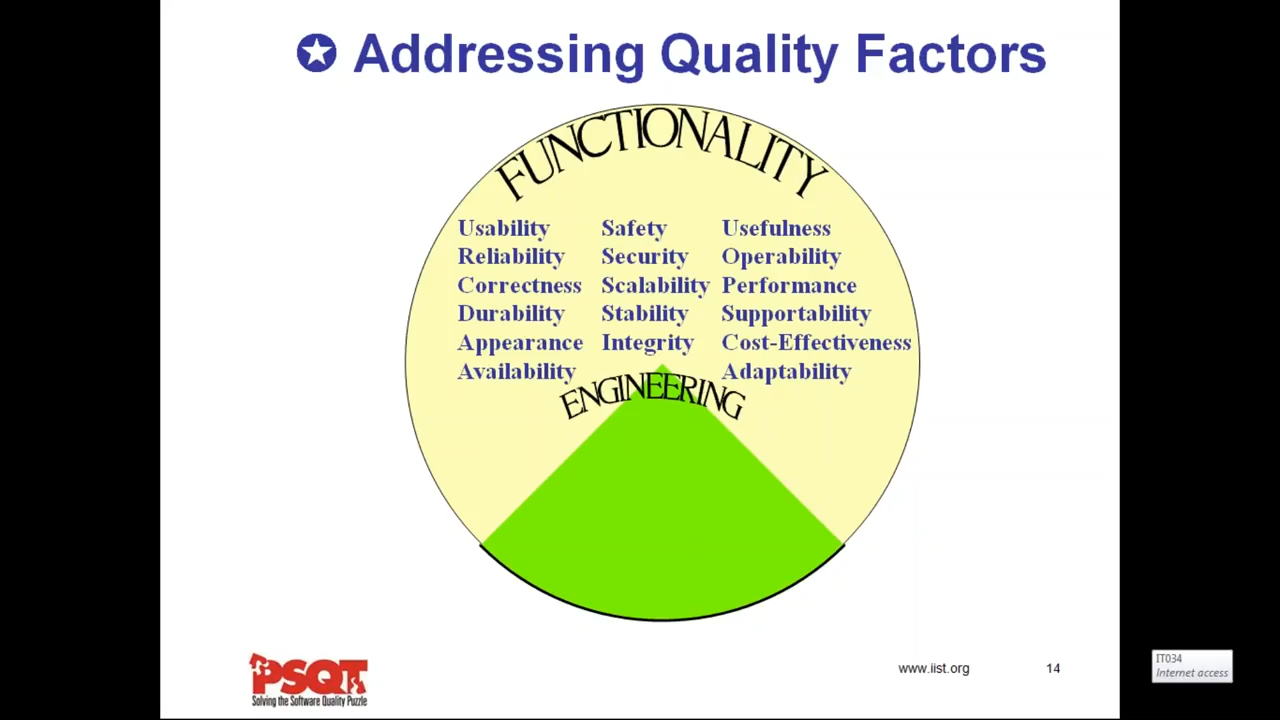 Addressing Quality Factors
FUNCTIONALITY
Usability Safety Usefulness
Reliability Security Operability
Correctness Scalability Performance
Durability Stability Supportability
Appearance Integrity Cost-Effectiveness
Availability Adaptability
ENGINEERING
PSQT
Solving the Software Quality Puzzle
www.iist.org 14
IT034
Internet access